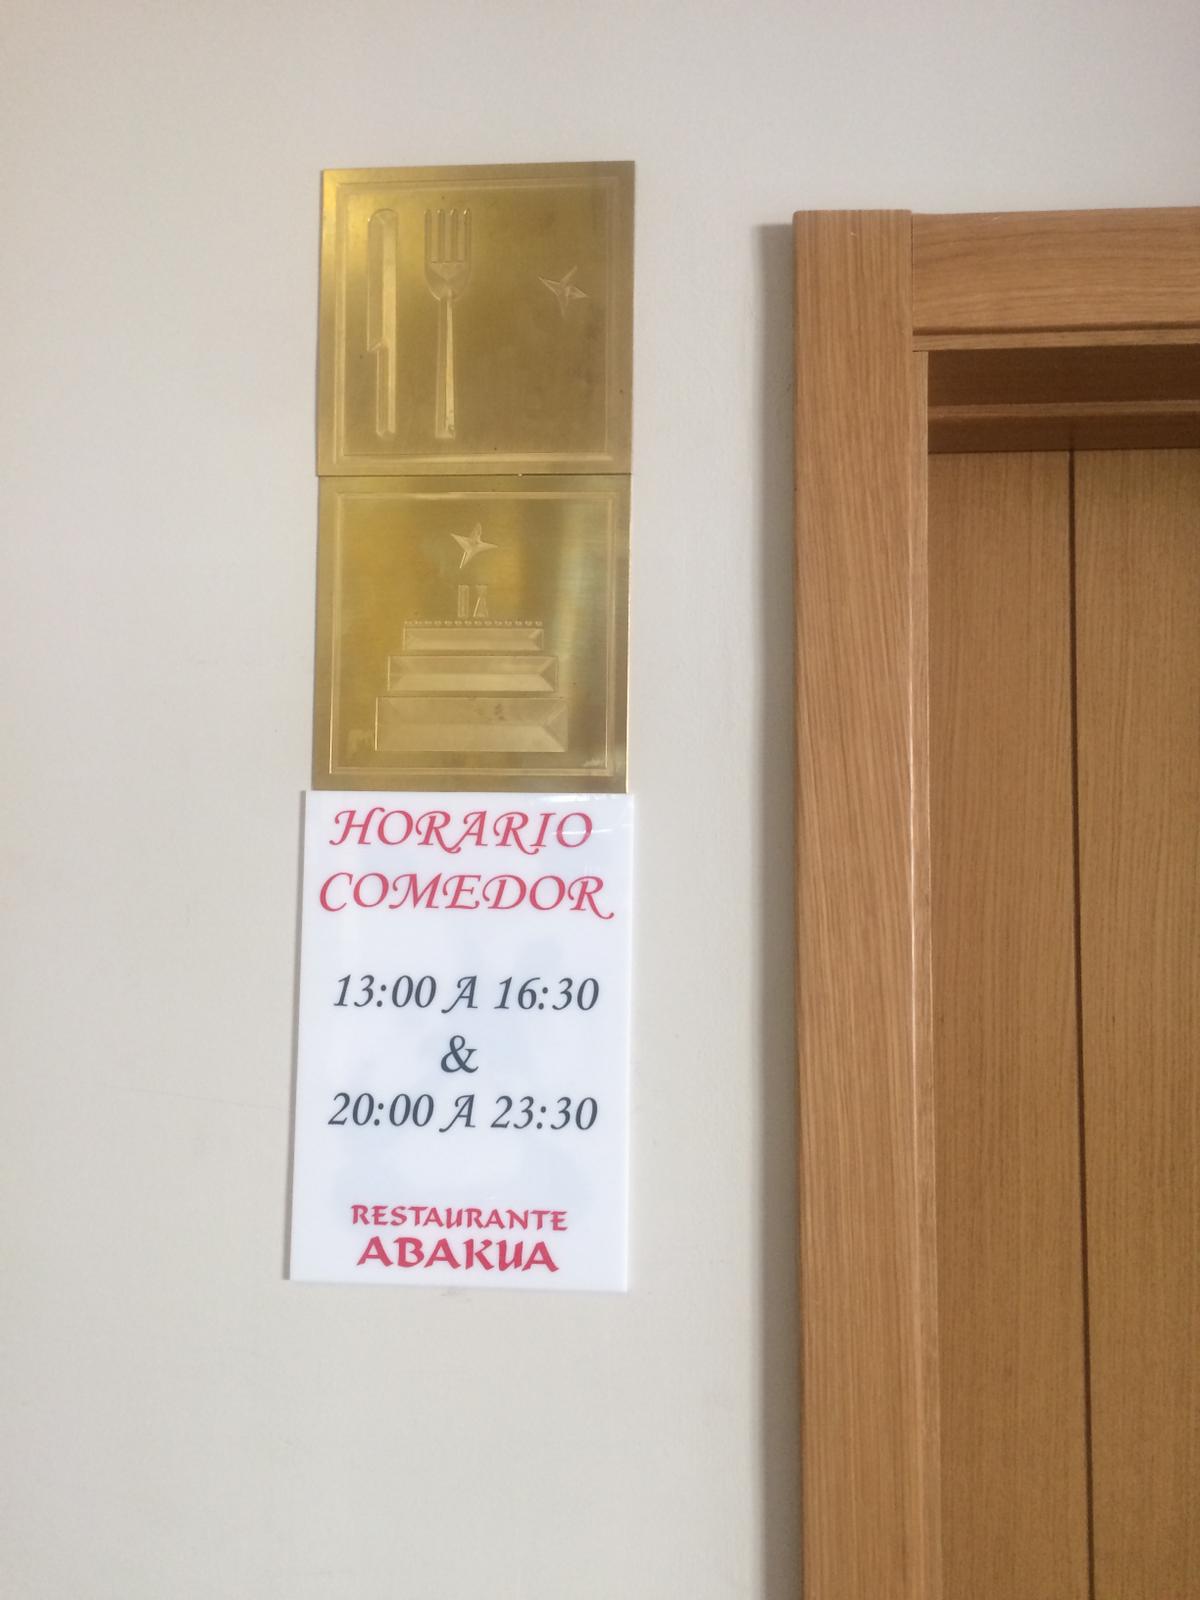 HORARIO
COMEDOR
13:00 A 16:30
&
20:00 A 23:30
RESTAURANTE
ABAKUA